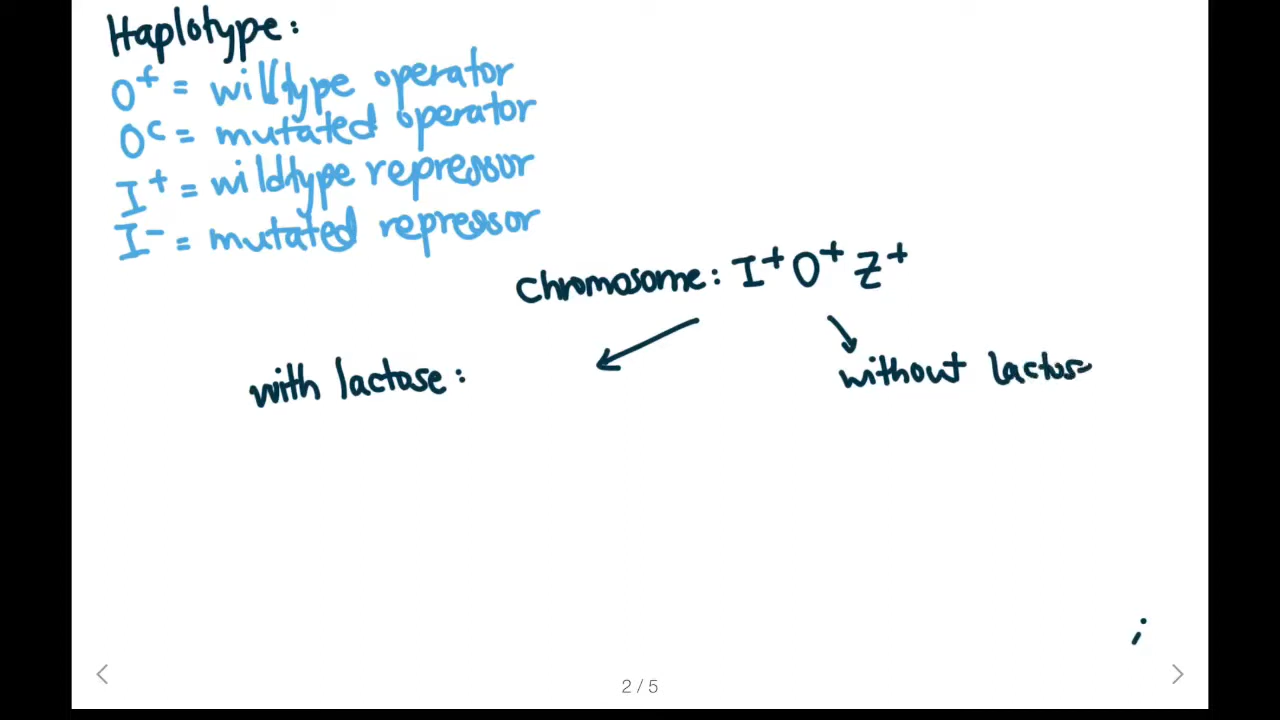 Haplotype:
O⁺ = wildtype operator
Oᶜ = mutated operator
I⁺ = wildtype repressor
I⁻ = mutated repressor
chromosome: I⁺ O⁺ Z⁺
with lactose:
without lactos
2 / 5